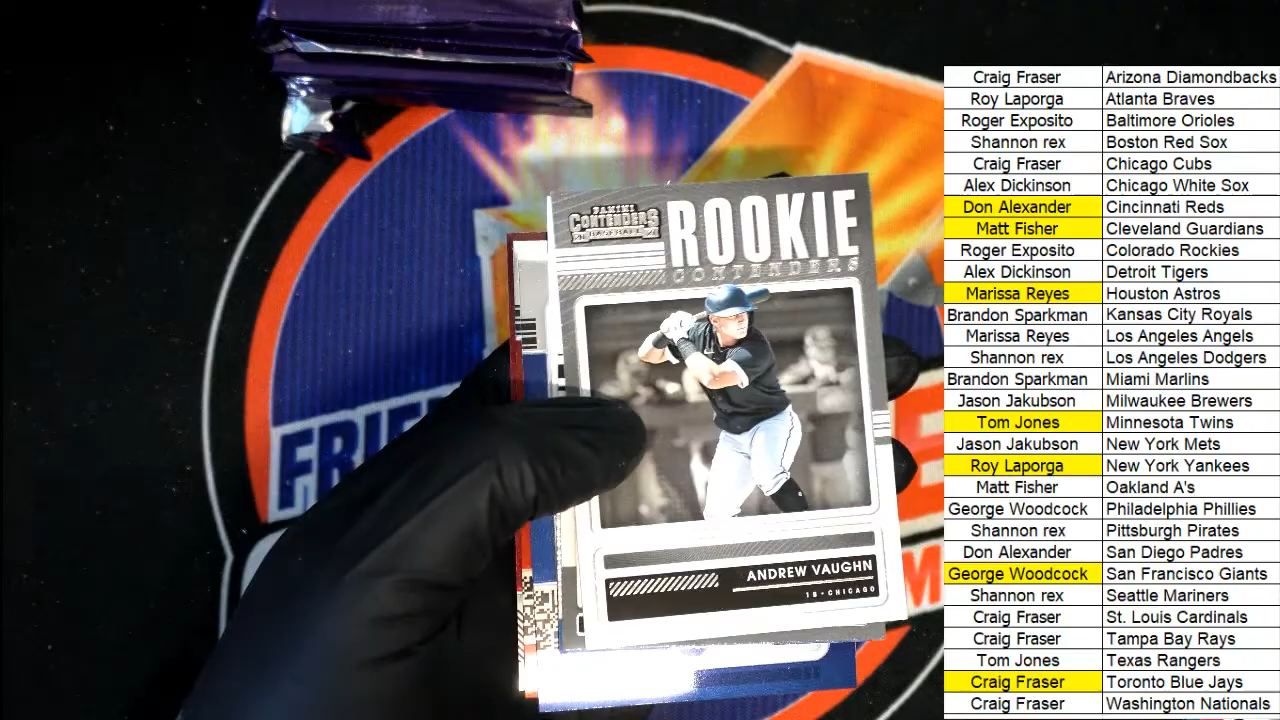 PANINI
CONTENDERS
BASEBALL
ROOKIE
CONTENDERS
ANDREW VAUGHN
1B • CHICAGO
Craig Fraser Arizona Diamondbacks
Roy Laporga Atlanta Braves
Roger Exposito Baltimore Orioles
Shannon rex Boston Red Sox
Craig Fraser Chicago Cubs
Alex Dickinson Chicago White Sox
Don Alexander Cincinnati Reds
Matt Fisher Cleveland Guardians
Roger Exposito Colorado Rockies
Alex Dickinson Detroit Tigers
Marissa Reyes Houston Astros
Brandon Sparkman Kansas City Royals
Marissa Reyes Los Angeles Angels
Shannon rex Los Angeles Dodgers
Brandon Sparkman Miami Marlins
Jason Jakubson Milwaukee Brewers
Tom Jones Minnesota Twins
Jason Jakubson New York Mets
Roy Laporga New York Yankees
Matt Fisher Oakland A's
George Woodcock Philadelphia Phillies
Shannon rex Pittsburgh Pirates
Don Alexander San Diego Padres
George Woodcock San Francisco Giants
Shannon rex Seattle Mariners
Craig Fraser St. Louis Cardinals
Craig Fraser Tampa Bay Rays
Tom Jones Texas Rangers
Craig Fraser Toronto Blue Jays
Craig Fraser Washington Nationals